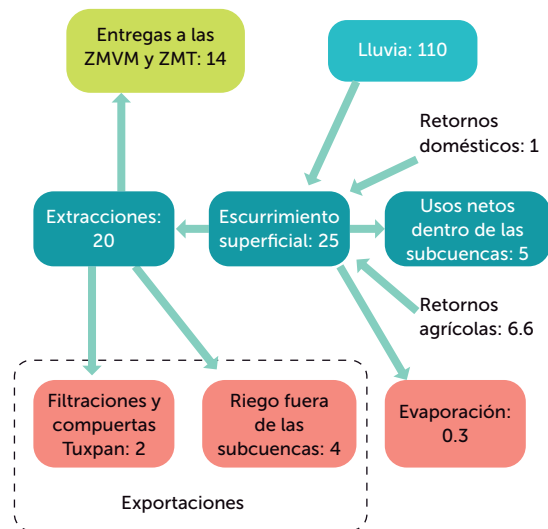 Entregas a las
ZMVM y ZMT: 14
Lluvia: 110
Retornos
domésticos: 1
Extracciones:
20
Escurrimiento
superficial: 25
Usos netos
dentro de las
subcuencas: 5
Retornos
agrícolas: 6.6
Filtraciones y
compuertas
Tuxpan: 2
Riego fuera
de las
subcuencas: 4
Evaporación:
0.3
Exportaciones